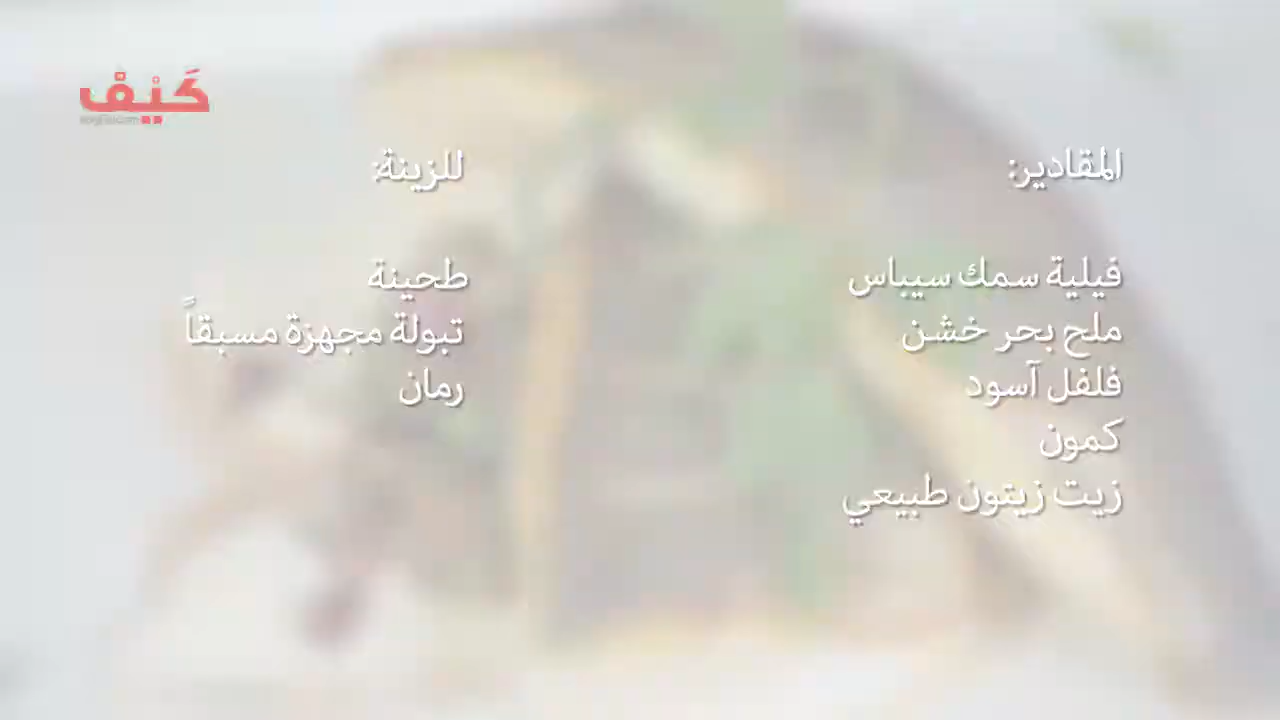 كَيفْ
المقادير:
فيلية سمك سيباس
ملح بحر خشن
فلفل آسود
كمون
زيت زيتون طبيعي
للزينة:
طحينة
تبولة مجهزة مسبقاً
رمان